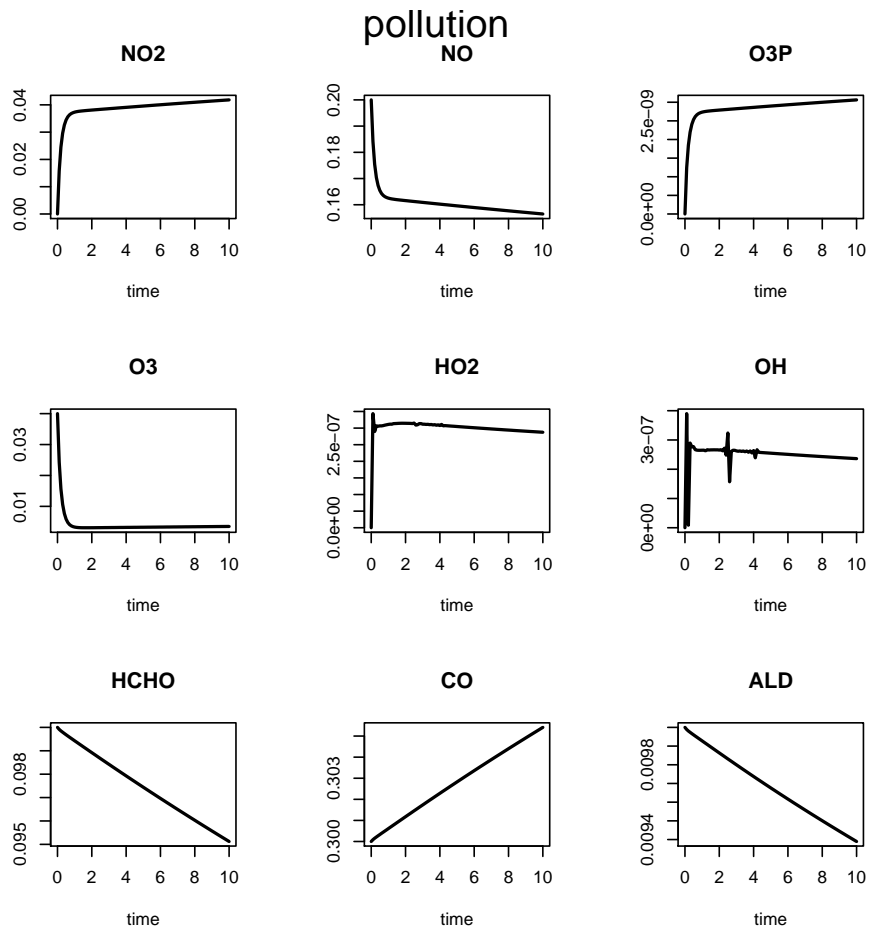 pollution
NO2
NO
O3P
0.00 0.02 0.04
0 2 4 6 8 10
time
0.16 0.18 0.20
0 2 4 6 8 10
time
0.0e+00 2.5e-09
0 2 4 6 8 10
time
O3
HO2
OH
0.01 0.03
0 2 4 6 8 10
time
0.0e+00 2.5e-07
0 2 4 6 8 10
time
0e+00 3e-07
0 2 4 6 8 10
time
HCHO
CO
ALD
0.095 0.098
0 2 4 6 8 10
time
0.300 0.303
0 2 4 6 8 10
time
0.0094 0.0098
0 2 4 6 8 10
time